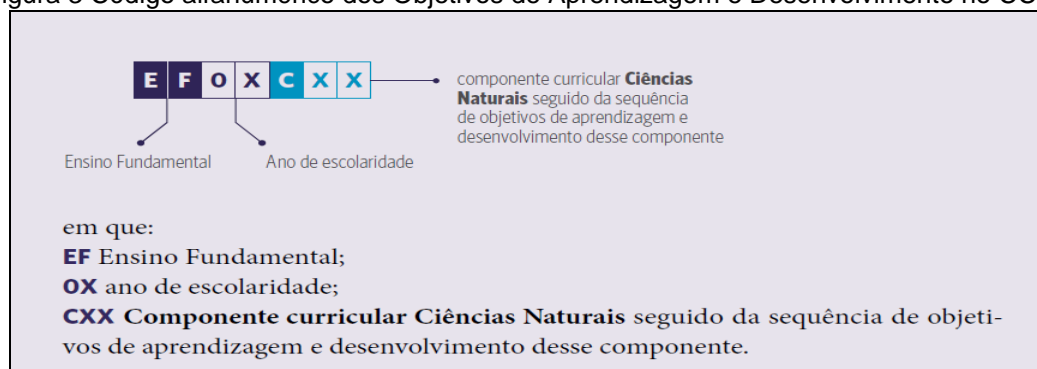 igura 8 Código alfanumérico dos Objetivos de Aprendizagem e Desenvolvimento no
E F 0 X C X X
componente curricular Ciências
Naturais seguido da sequência
de objetivos de aprendizagem e
desenvolvimento desse componente
Ensino Fundamental
Ano de escolaridade
em que:
EF Ensino Fundamental;
0X ano de escolaridade;
CXX Componente curricular Ciências Naturais seguido da sequência de objeti-
vos de aprendizagem e desenvolvimento desse componente.